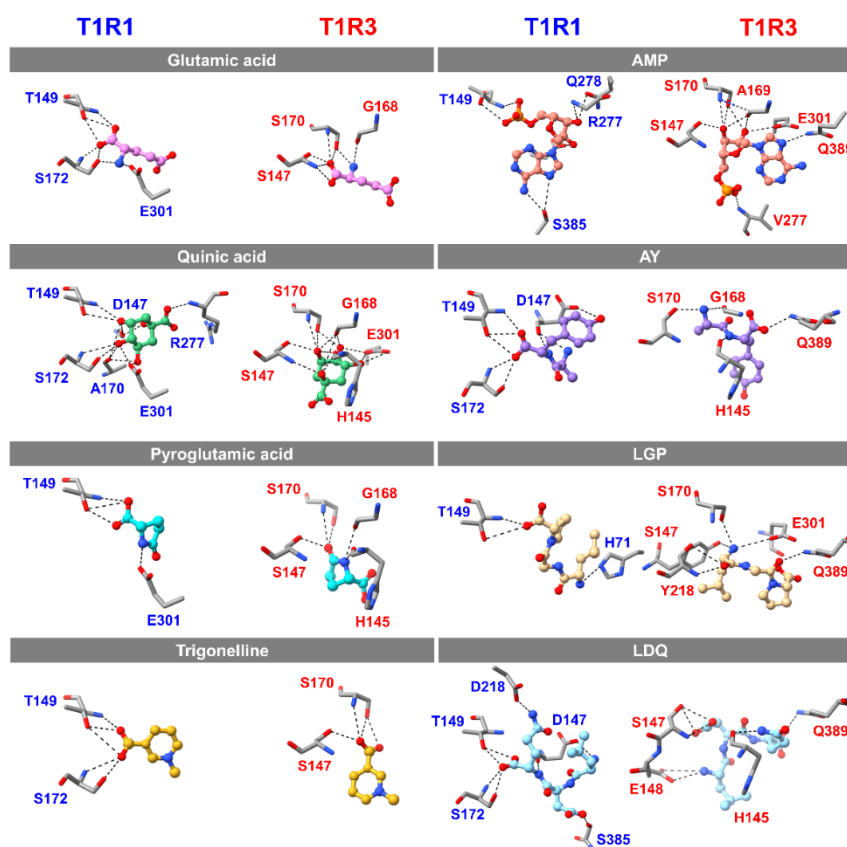 T1R1 T1R3 T1R1 T1R3
Glutamic acid AMP
T149
S172
E301
S170
G168
S147
T149
Q278
R277
S385
S170
A169
S147
E301
Q389
V277
Quinic acid AY
T149
D147
R277
S172
A170
E301
S170
G168
E301
S147
H145
T149
D147
S172
S170
G168
Q389
H145
Pyroglutamic acid LGP
T149
E301
S170
G168
S147
H145
T149
H71
S170
S147
E301
Q389
Y218
Trigonelline LDQ
T149
S172
S170
S147
D218
T149
D147
S172
S385
S147
Q389
E148
H145